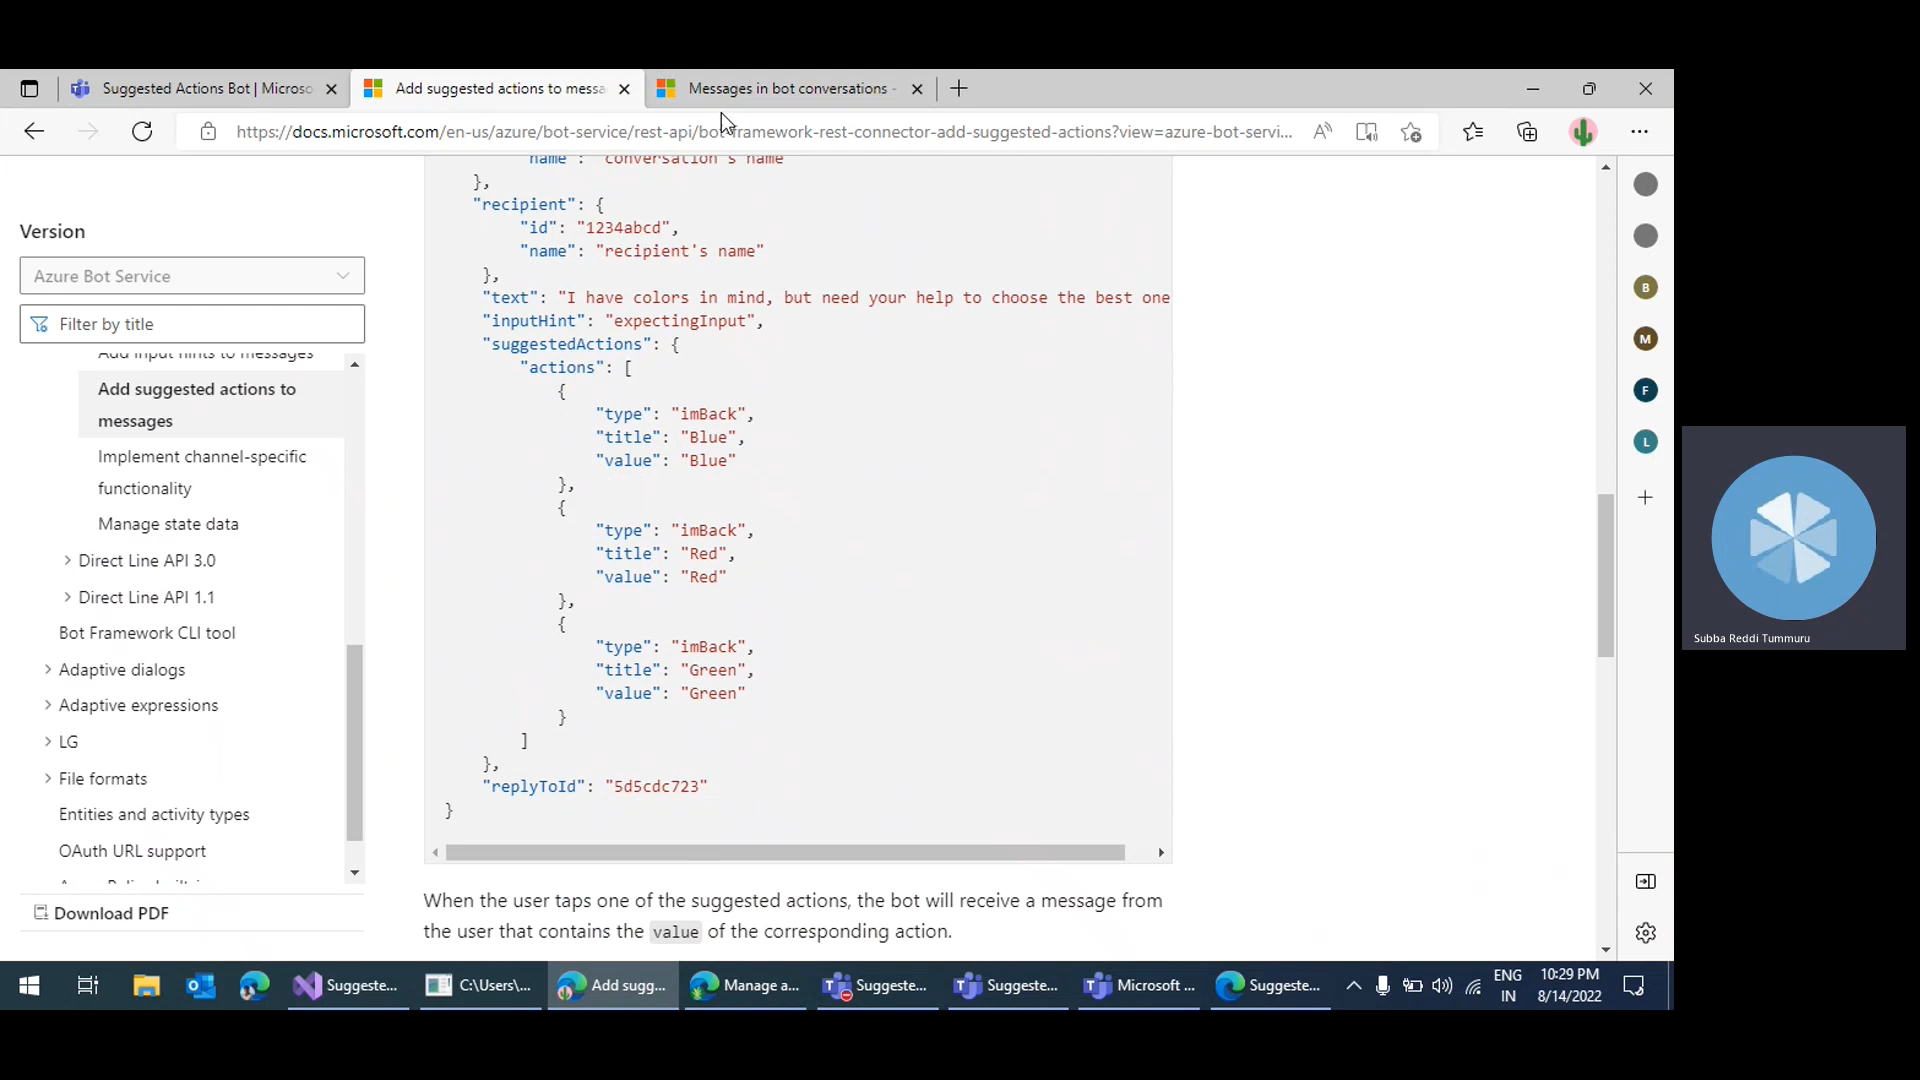 Suggested Actions Bot | Microso
Add suggested actions to messa
Messages in bot conversations -
https://docs.microsoft.com/en-us/azure/bot-service/rest-api/bot-framework-rest-connector-add-suggested-actions?view=azure-bot-servi...
Version
Azure Bot Service
Filter by title
Add input hints to messages
Add suggested actions to
messages
Implement channel-specific
functionality
Manage state data
Direct Line API 3.0
Direct Line API 1.1
Bot Framework CLI tool
Adaptive dialogs
Adaptive expressions
LG
File formats
Entities and activity types
OAuth URL support
Download PDF
"name": "conversation's name"
},
"recipient": {
"id": "1234abcd",
"name": "recipient's name"
},
"text": "I have colors in mind, but need your help to choose the best one
"inputHint": "expectingInput",
"suggestedActions": {
"actions": [
{
"type": "imBack",
"title": "Blue",
"value": "Blue"
},
{
"type": "imBack",
"title": "Red",
"value": "Red"
},
{
"type": "imBack",
"title": "Green",
"value": "Green"
}
]
},
"replyToId": "5d5cdc723"
}
When the user taps one of the suggested actions, the bot will receive a message from
the user that contains the value of the corresponding action.
B
M
F
L
Subba Reddi Tummuru
Suggeste...
C:\Users\...
Add sugg...
Manage a...
Suggeste...
Suggeste...
Microsoft ...
Suggeste...
ENG
IN
10:29 PM
8/14/2022